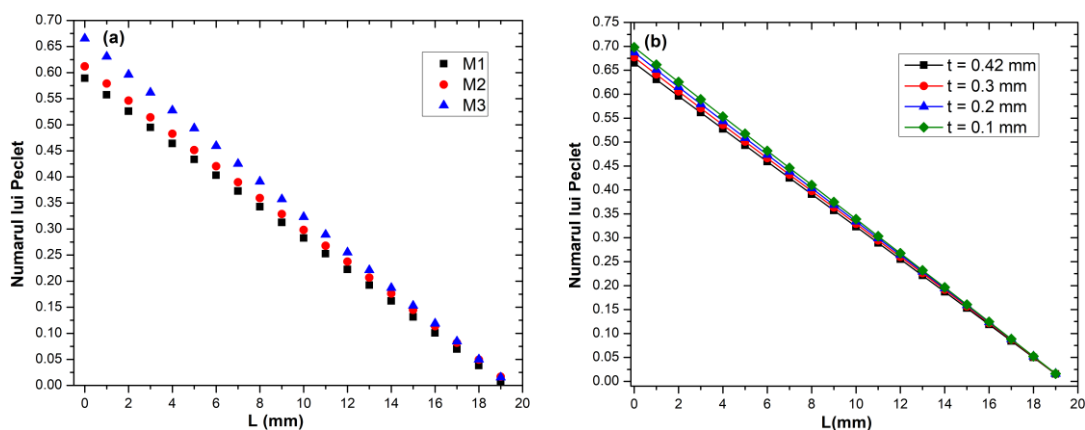 (a)
M1
M2
M3
0.70
0.65
0.60
0.55
0.50
0.45
0.40
0.35
0.30
0.25
0.20
0.15
0.10
0.05
0.00
Numarul lui Peclet
0 2 4 6 8 10 12 14 16 18 20
L (mm)
(b)
t = 0.42 mm
t = 0.3 mm
t = 0.2 mm
t = 0.1 mm
0.75
0.70
0.65
0.60
0.55
0.50
0.45
0.40
0.35
0.30
0.25
0.20
0.15
0.10
0.05
0.00
Numarul lui Peclet
0 2 4 6 8 10 12 14 16 18 20
L(mm)